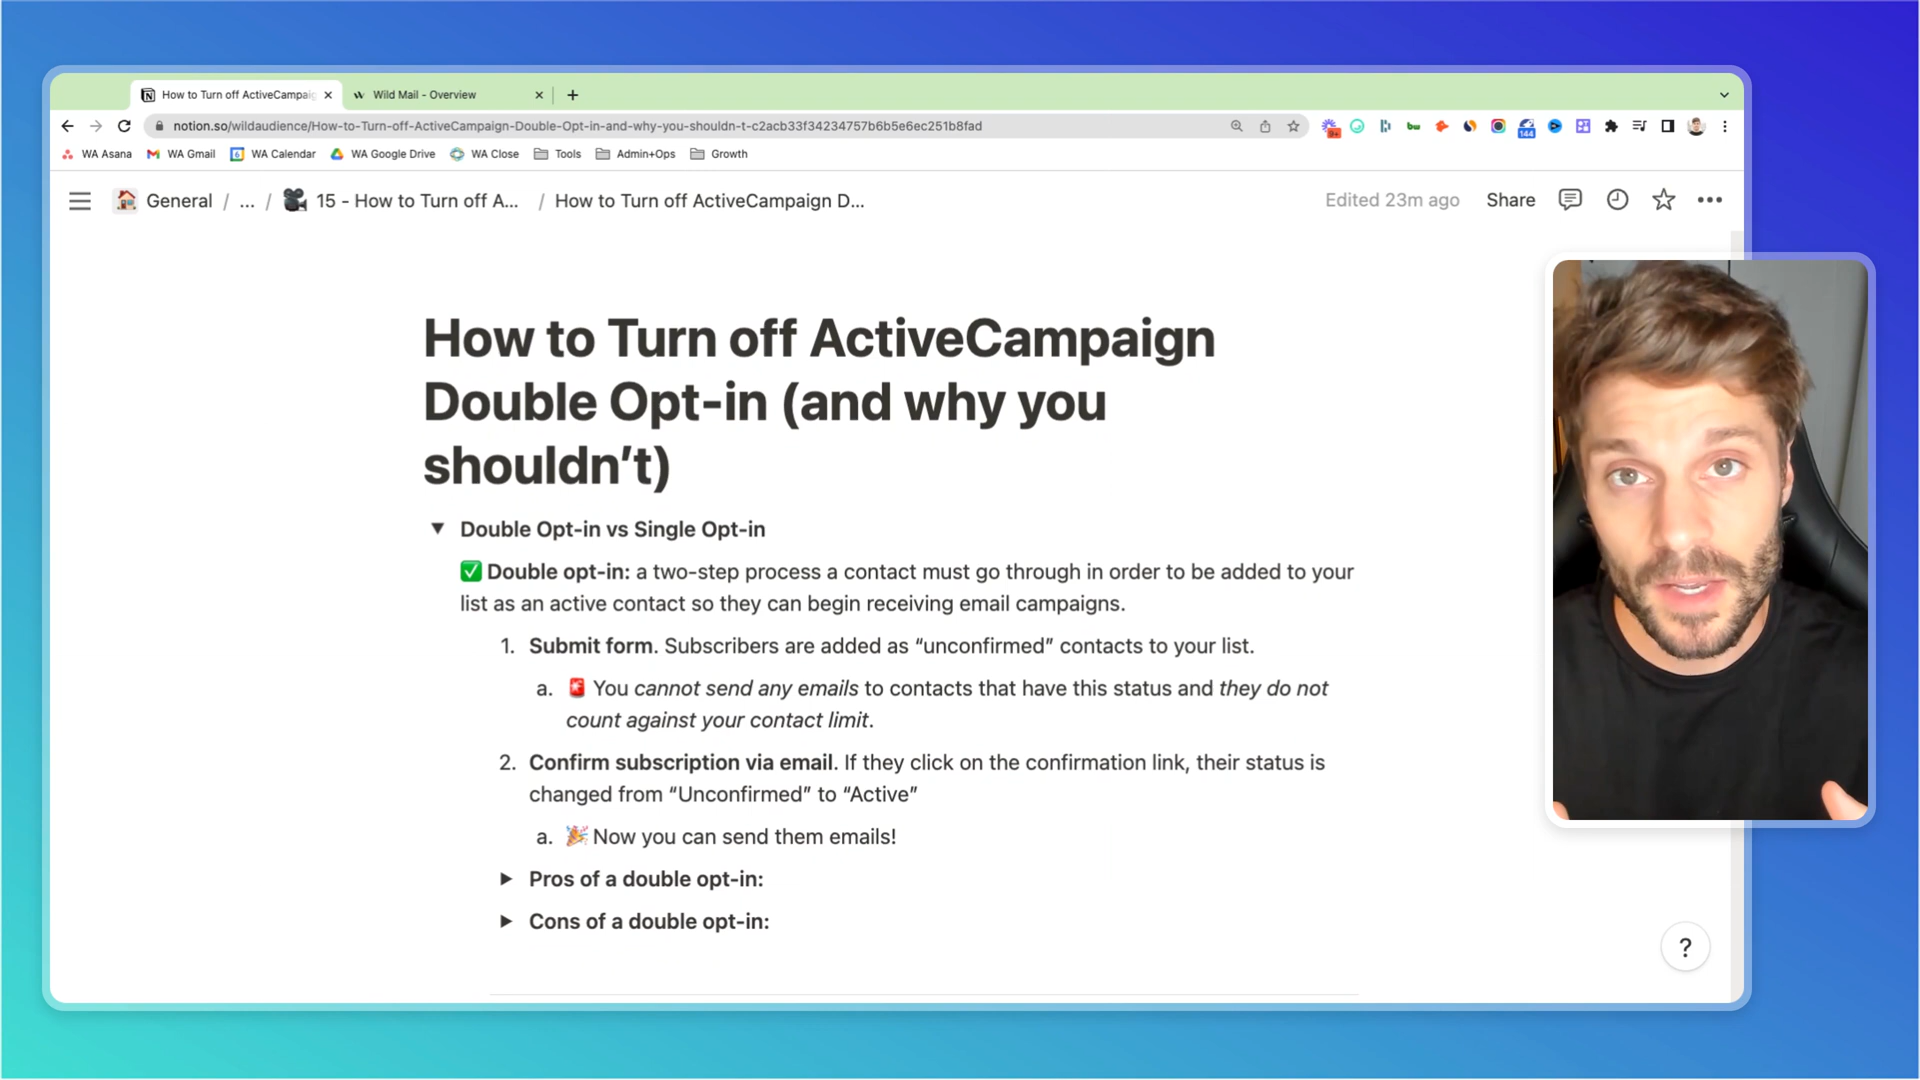 How to Turn off ActiveCampaig
Wild Mail - Overview
notion.so/wildaudience/How-to-Turn-off-ActiveCampaign-Double-Opt-in-and-why-you-shouldn-t-c2acb33f34234757b6b5e6ec251b8fad
9+
144
WA Asana
WA Gmail
WA Calendar
WA Google Drive
WA Close
Tools
Admin+Ops
Growth
General / ... / 15 - How to Turn off A... / How to Turn off ActiveCampaign D...
Edited 23m ago
Share
How to Turn off ActiveCampaign
Double Opt-in (and why you
shouldn’t)
Double Opt-in vs Single Opt-in
✅ Double opt-in: a two-step process a contact must go through in order to be added to your
list as an active contact so they can begin receiving email campaigns.
1. Submit form. Subscribers are added as “unconfirmed” contacts to your list.
a. 🚨 You cannot send any emails to contacts that have this status and they do not
count against your contact limit.
2. Confirm subscription via email. If they click on the confirmation link, their status is
changed from “Unconfirmed” to “Active”
a. 🎉 Now you can send them emails!
Pros of a double opt-in:
Cons of a double opt-in:
?